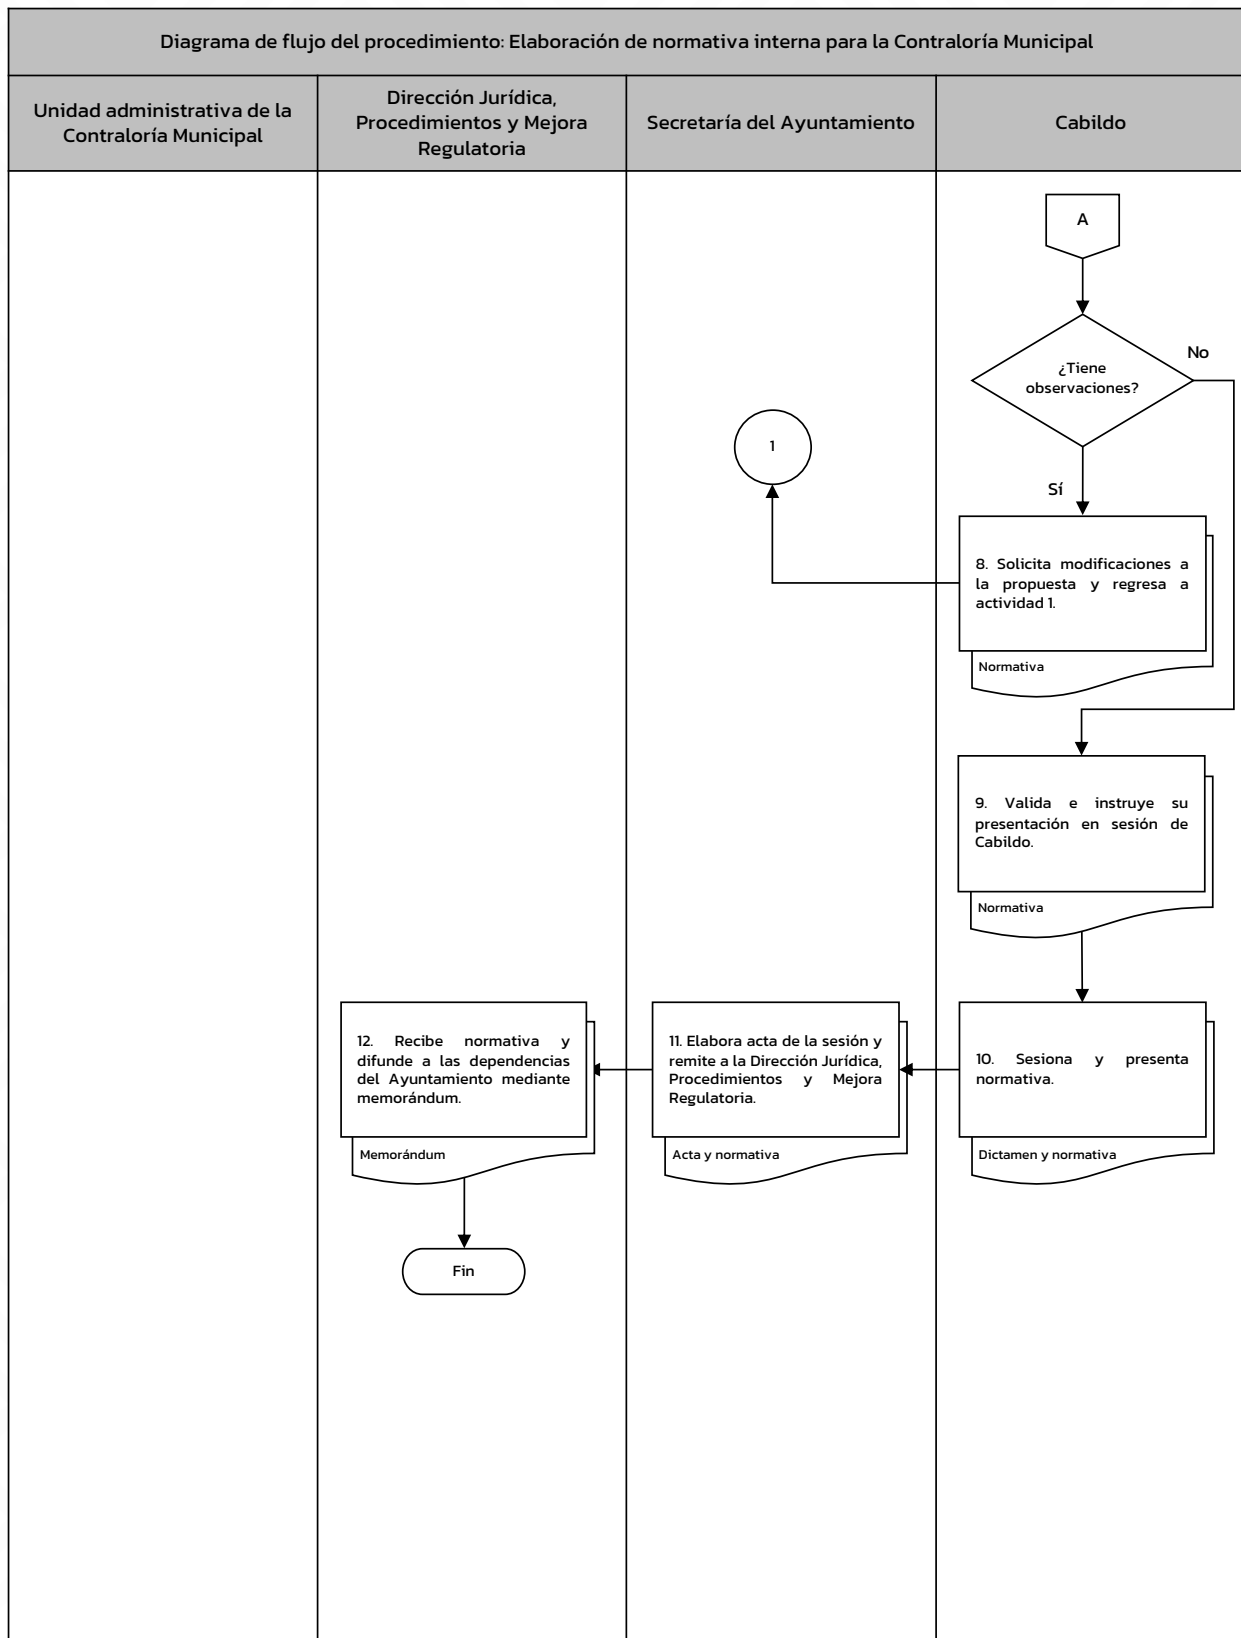 Diagrama de flujo del procedimiento: Elaboración de normativa interna para la Contraloría Municipal
Unidad administrativa de la
Contraloría Municipal
Dirección Jurídica,
Procedimientos y Mejora
Regulatoria
Secretaría del Ayuntamiento
Cabildo
A
¿Tiene
observaciones?
No
1
Sí
8. Solicita modificaciones a
la propuesta y regresa a
actividad 1.
Normativa
9. Valida e instruye su
presentación en sesión de
Cabildo.
Normativa
12. Recibe normativa y
difunde a las dependencias
del Ayuntamiento mediante
memorándum.
Memorándum
11. Elabora acta de la sesión y
remite a la Dirección Jurídica,
Procedimientos y Mejora
Regulatoria.
Acta y normativa
10. Sesiona y presenta
normativa.
Dictamen y normativa
Fin